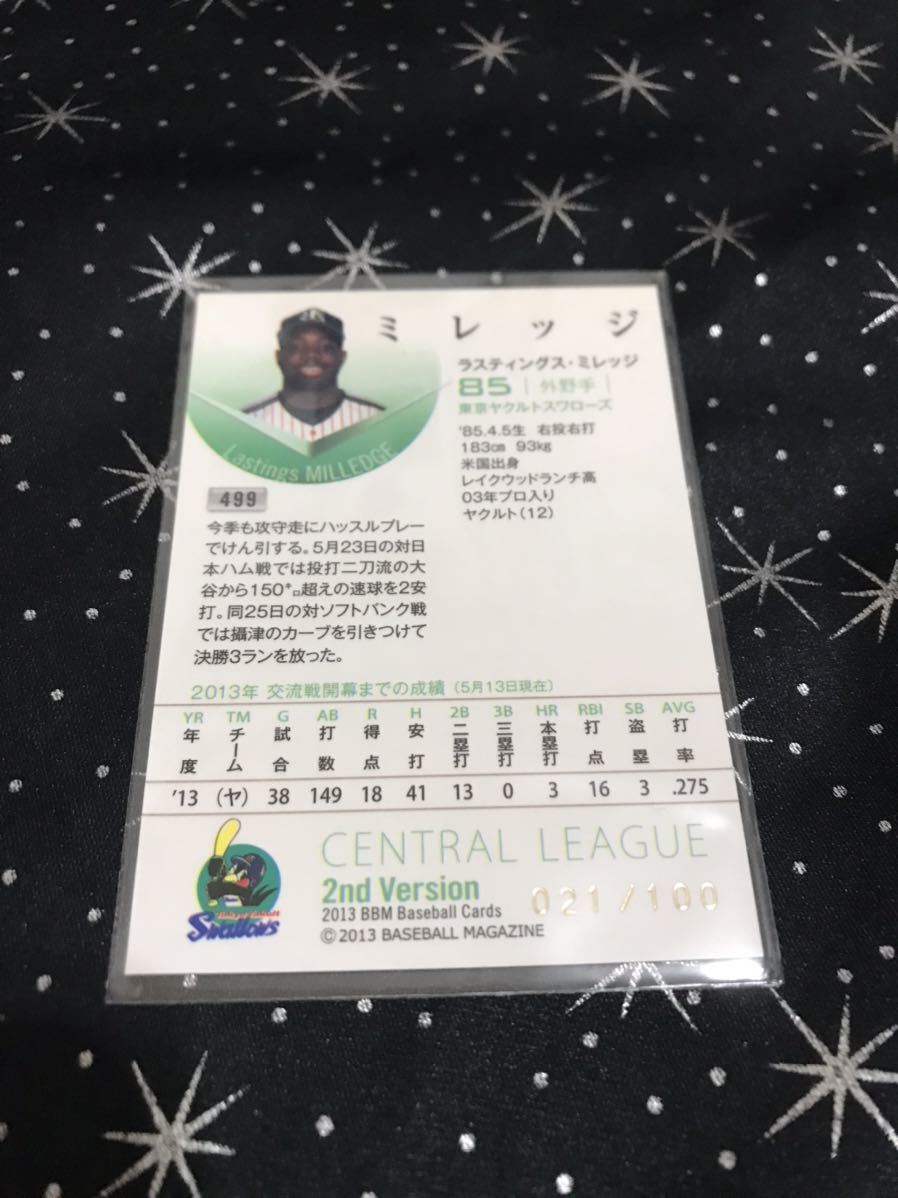 ミレッジ
ラスティングス・ミレッジ
85 | 外野手 |
東京ヤクルトスワローズ
'85.4.5生 右投右打
183cm 93kg
米国出身
レイクウッドランチ高
03年プロ入り
ヤクルト(12)
Lastings MILLEDGE
499
今季も攻守走にハッスルプレー
でけん引する。5月23日の対日
本ハム戦では投打二刀流の大
谷から150㌔超えの速球を2安
打。同25日の対ソフトバンク戦
では攝津のカーブを引きつけて
決勝3ランを放った。
2013年 交流戦開幕までの成績 (5月13日現在)
YR TM G AB R H 2B 3B HR RBI SB AVG
年度 チーム 試合 打数 得点 安打 二塁打 三塁打 本塁打 打点 盗塁 打率
'13 (ヤ) 38 149 18 41 13 0 3 16 3 .275
CENTRAL LEAGUE
2nd Version
021/100
2013 BBM Baseball Cards
©2013 BASEBALL MAGAZINE
Tokyo Yakult
Swallows